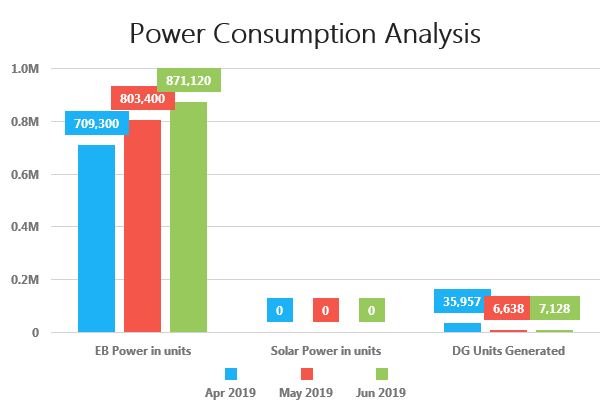 Power Consumption Analysis
1.0M
0.8M
0.6M
0.4M
0.2M
0
709,300
803,400
871,120
0
0
0
35,957
6,638
7,128
EB Power in units
Solar Power in units
DG Units Generated
Apr 2019
May 2019
Jun 2019